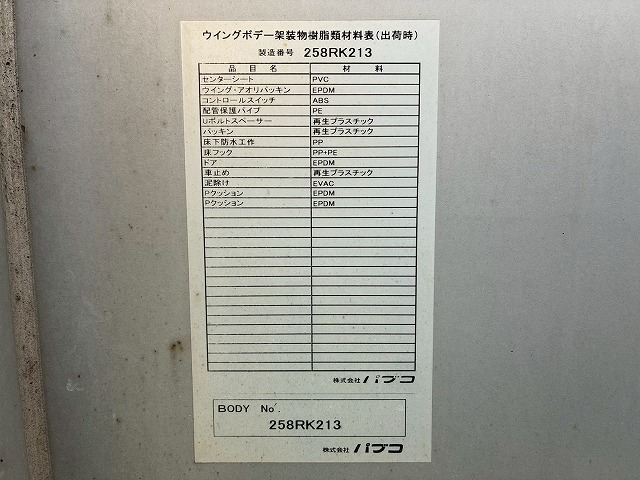 ウイングボデー架装物樹脂類材料表(出荷時)
製造番号 258RK213
品目名 材料
センターシート PVC
ウイング・アオリパッキン EPDM
コントロールスイッチ ABS
配管保護パイプ PE
Uボルトスペーサー 再生プラスチック
パッキン 再生プラスチック
床下防水工作 PP
床フック PP+PE
ドア EPDM
車止め 再生プラスチック
泥除け EVAC
Pクッション EPDM
Pクッション EPDM
株式会社 パブコ
BODY No.
258RK213
株式会社 パブコ